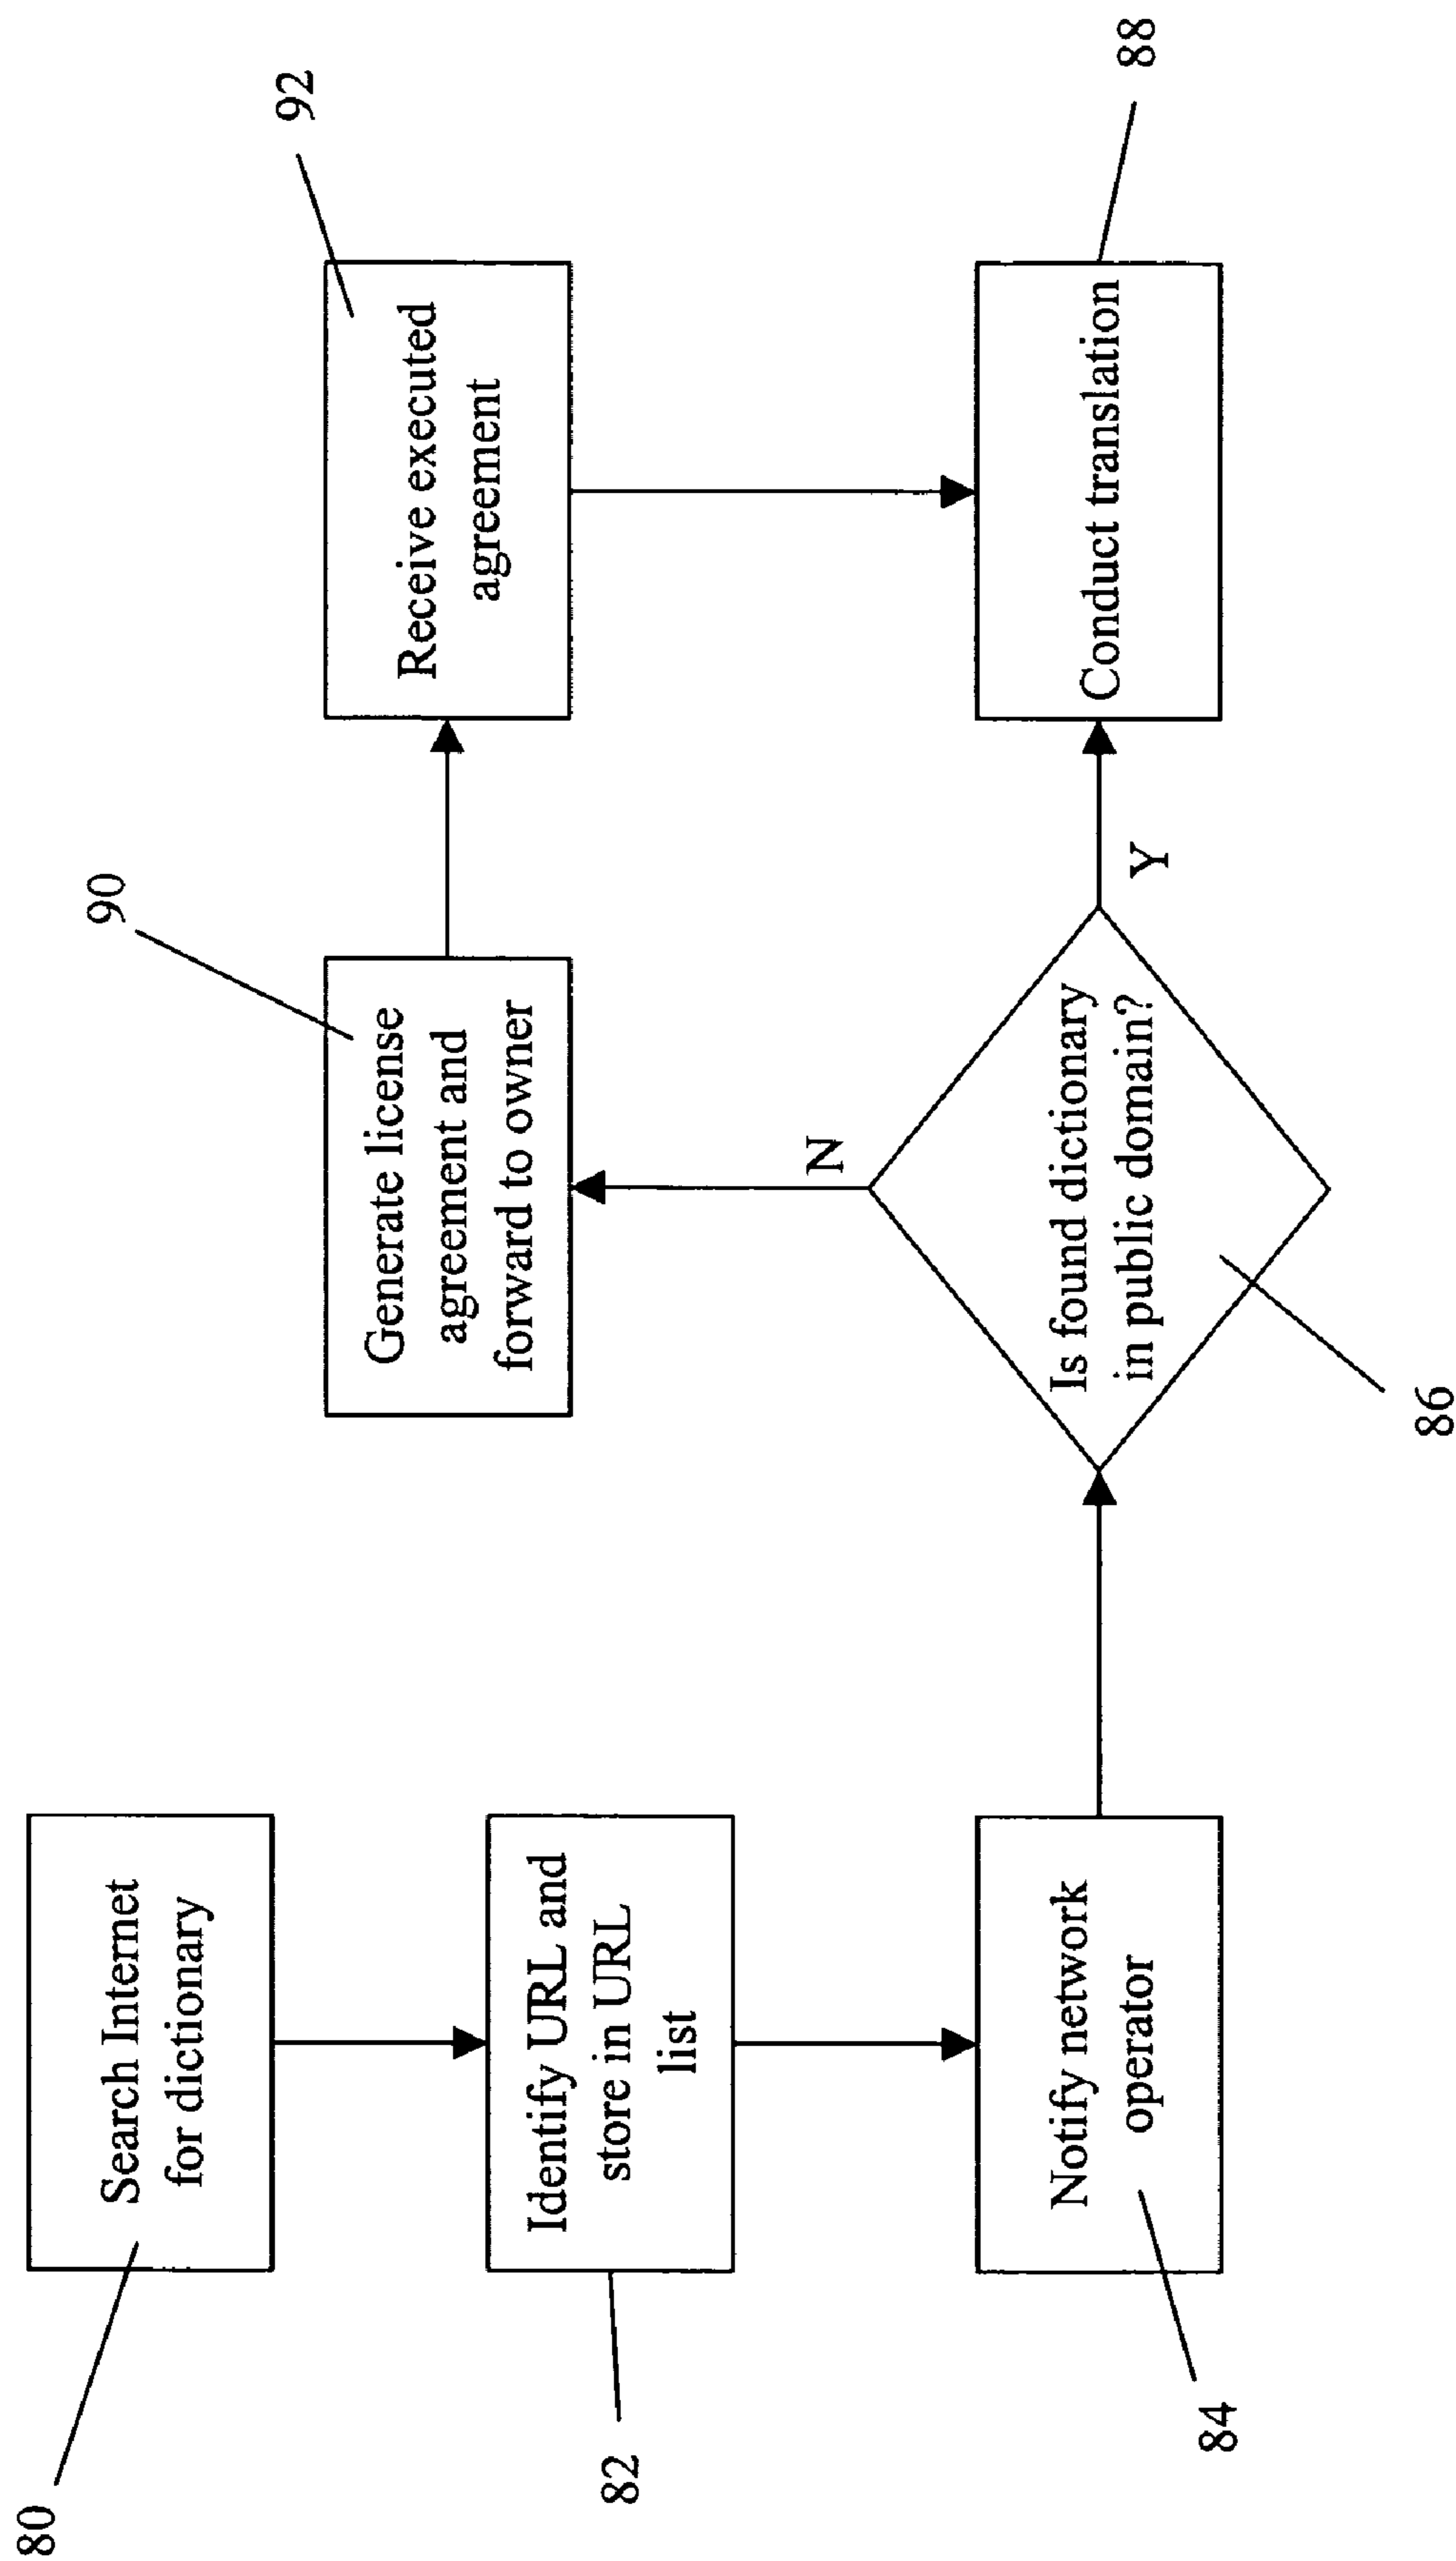 80
Search Internet
for dictionary
82
Identify URL and
store in URL
list
84
Notify network
operator
86
Is found dictionary
in public domain?
N
Y
90
Generate license
agreement and
forward to owner
92
Receive executed
agreement
88
Conduct translation